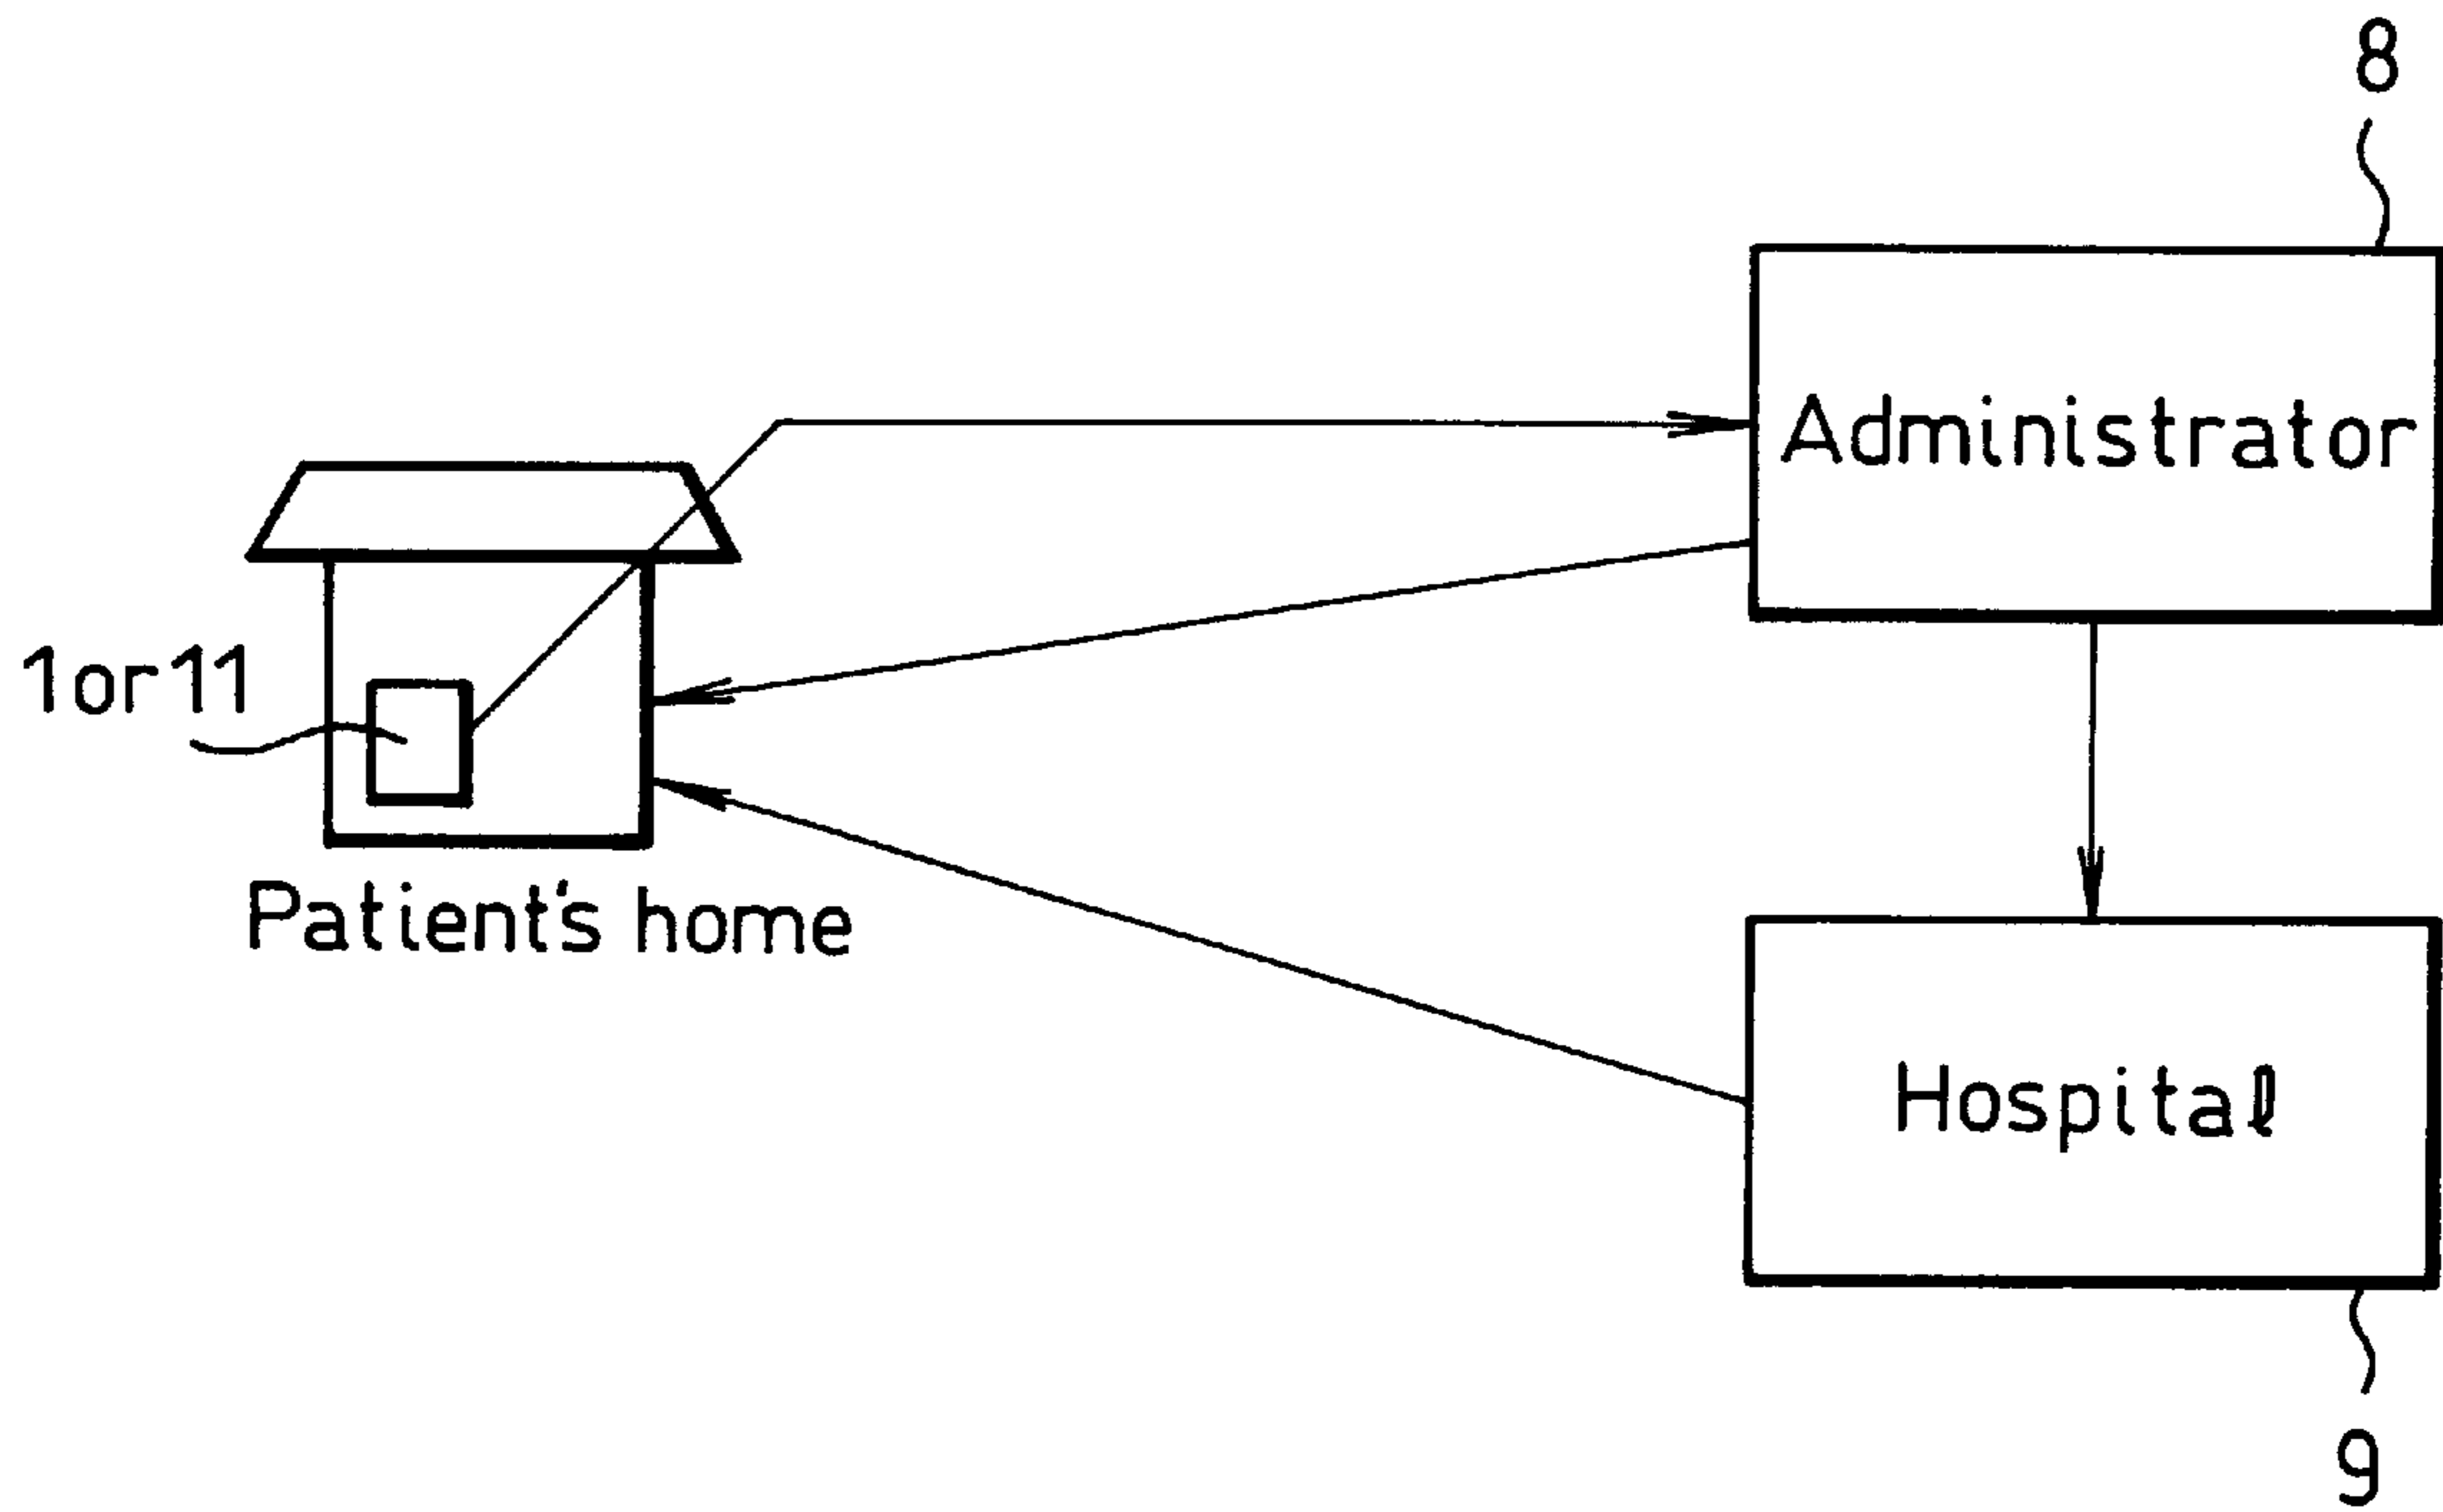 8
Administrator
1or11
Patient's home
Hospital
9